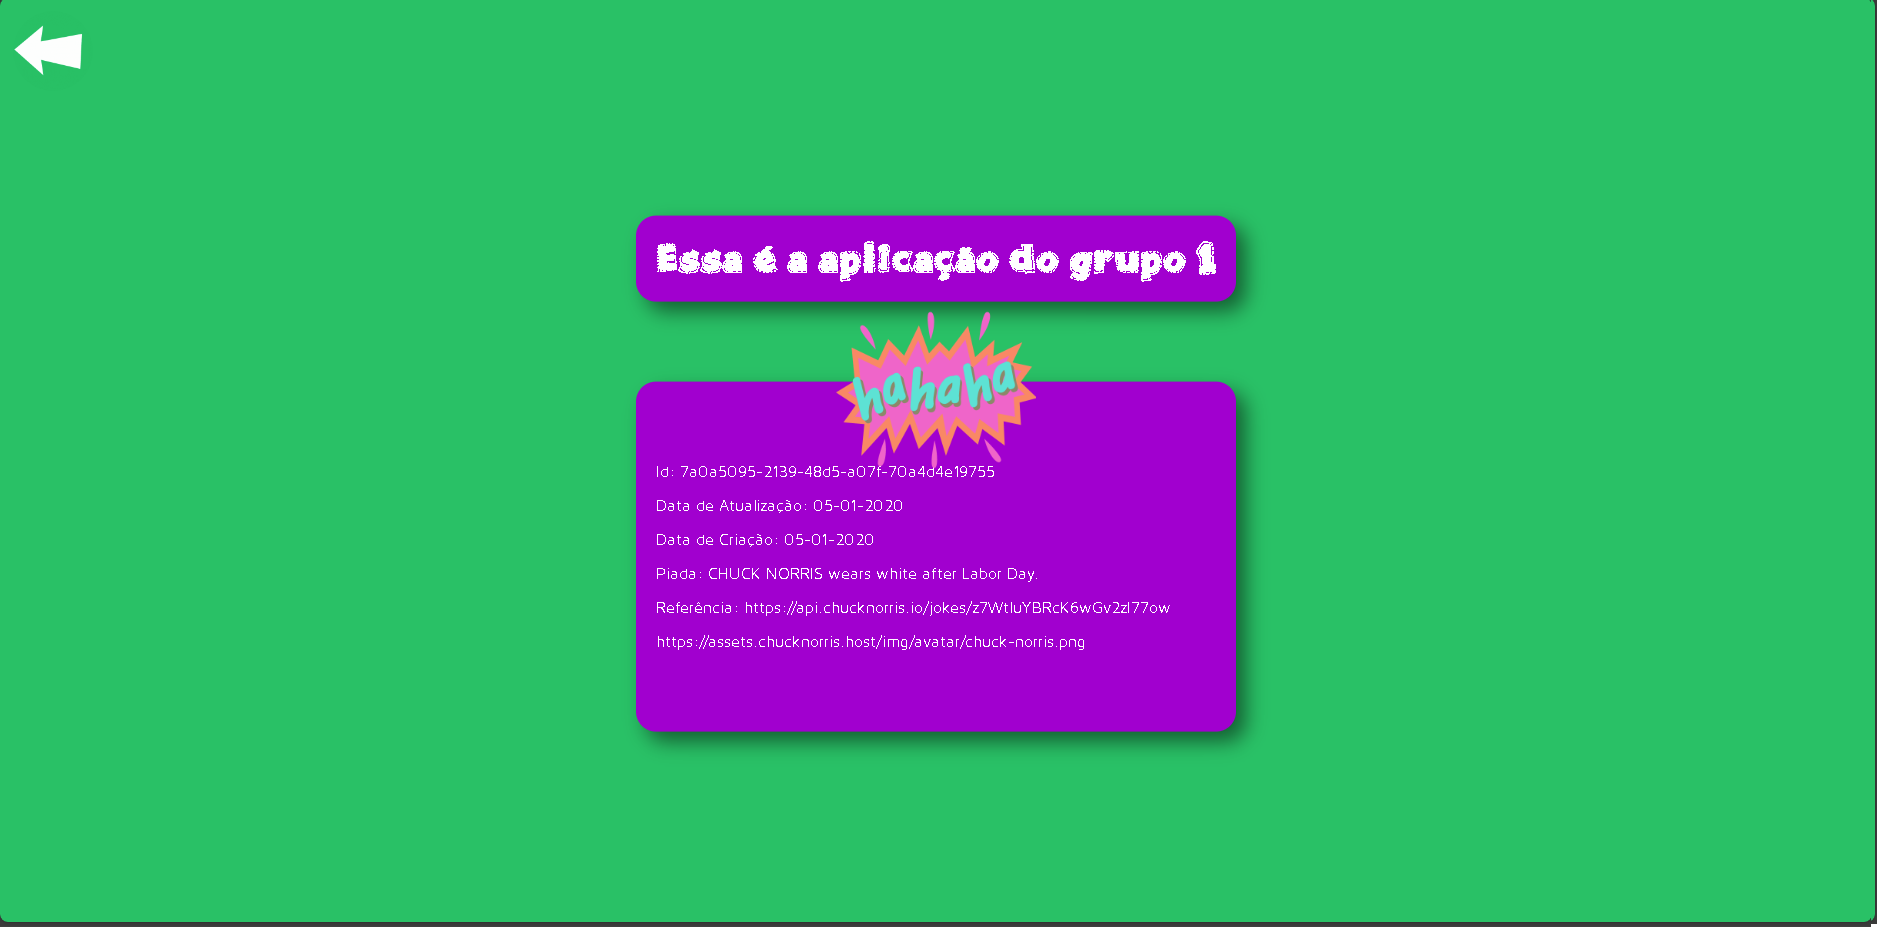 Essa é a aplicação do grupo 1
hahaha
Id: 7a0a5095-2139-48d5-a07f-70a4d4e19755
Data de Atualização: 05-01-2020
Data de Criação: 05-01-2020
Piada: CHUCK NORRIS wears white after Labor Day.
Referência: https://api.chucknorris.io/jokes/z7WtluYBRcK6wGv2zl77ow
https://assets.chucknorris.host/img/avatar/chuck-norris.png